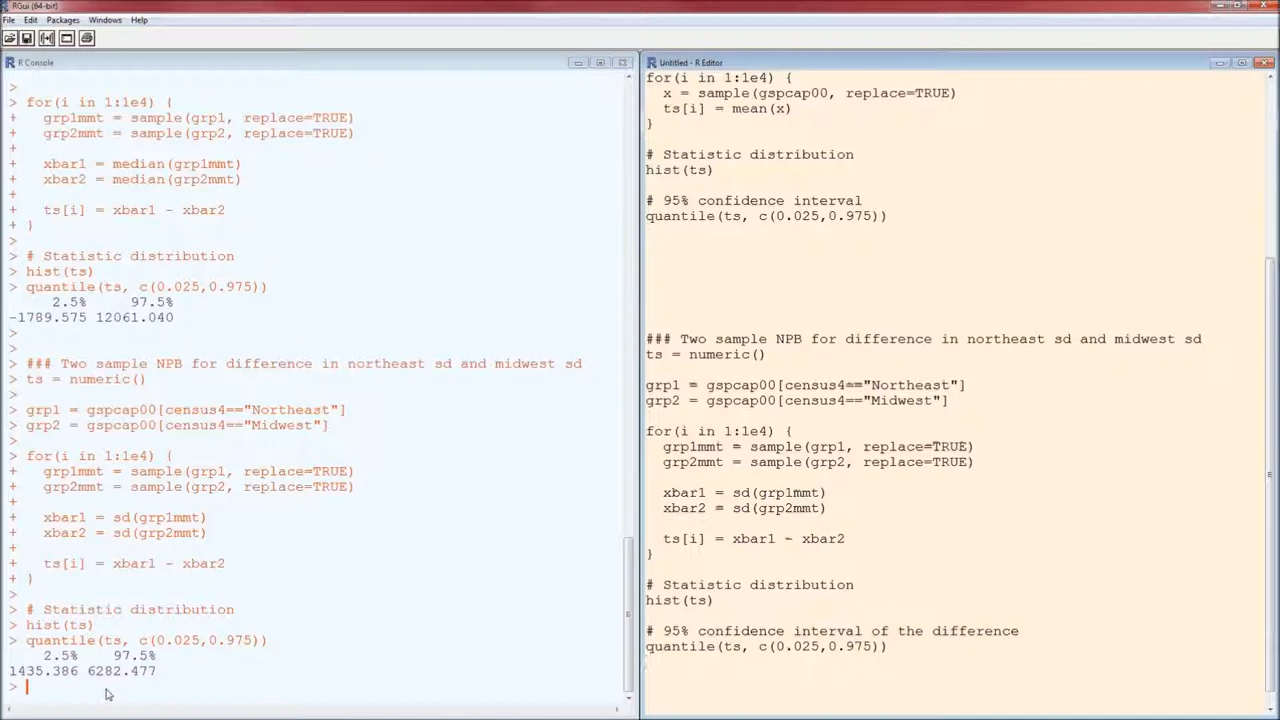 RGui (64-bit)
File Edit Packages Windows Help
R Console
>
> for(i in 1:1e4) {
+   grp1mmt = sample(grp1, replace=TRUE)
+   grp2mmt = sample(grp2, replace=TRUE)
+
+   xbar1 = median(grp1mmt)
+   xbar2 = median(grp2mmt)
+
+   ts[i] = xbar1 - xbar2
+ }
>
> # Statistic distribution
> hist(ts)
> quantile(ts, c(0.025,0.975))
     2.5%     97.5%
-1789.575 12061.040
>
>
> ### Two sample NPB for difference in northeast sd and midwest sd
> ts = numeric()
>
> grp1 = gspcap00[census4=="Northeast"]
> grp2 = gspcap00[census4=="Midwest"]
>
> for(i in 1:1e4) {
+   grp1mmt = sample(grp1, replace=TRUE)
+   grp2mmt = sample(grp2, replace=TRUE)
+
+   xbar1 = sd(grp1mmt)
+   xbar2 = sd(grp2mmt)
+
+   ts[i] = xbar1 - xbar2
+ }
>
> # Statistic distribution
> hist(ts)
> quantile(ts, c(0.025,0.975))
    2.5%    97.5%
1435.386 6282.477
>
Untitled - R Editor
for(i in 1:1e4) {
  x = sample(gspcap00, replace=TRUE)
  ts[i] = mean(x)
}
# Statistic distribution
hist(ts)
# 95% confidence interval
quantile(ts, c(0.025,0.975))
### Two sample NPB for difference in northeast sd and midwest sd
ts = numeric()
grp1 = gspcap00[census4=="Northeast"]
grp2 = gspcap00[census4=="Midwest"]
for(i in 1:1e4) {
  grp1mmt = sample(grp1, replace=TRUE)
  grp2mmt = sample(grp2, replace=TRUE)
  xbar1 = sd(grp1mmt)
  xbar2 = sd(grp2mmt)
  ts[i] = xbar1 - xbar2
}
# Statistic distribution
hist(ts)
# 95% confidence interval of the difference
quantile(ts, c(0.025,0.975))